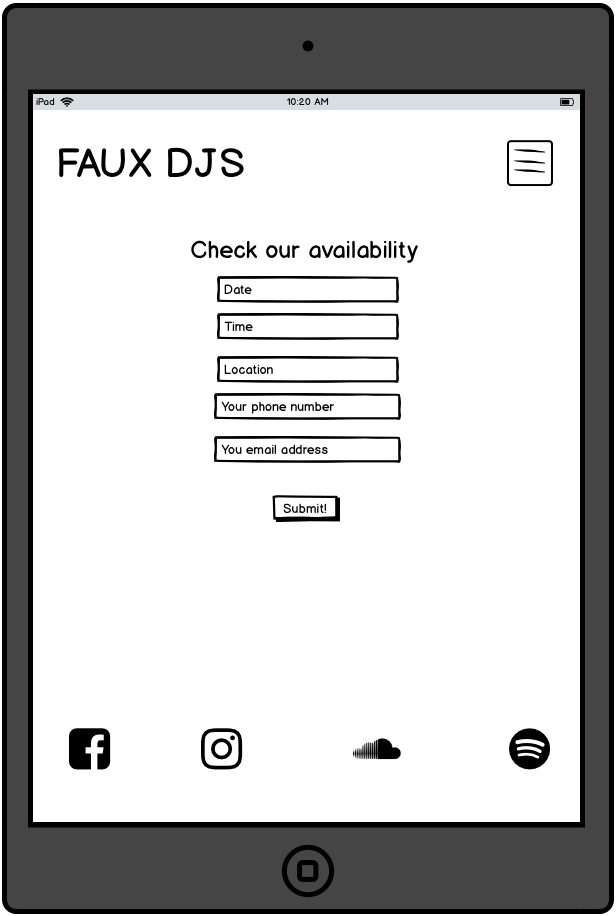 iPad 10:20 AM
FAUX DJS
Check our availability
Date
Time
Location
Your phone number
You email address
Submit!